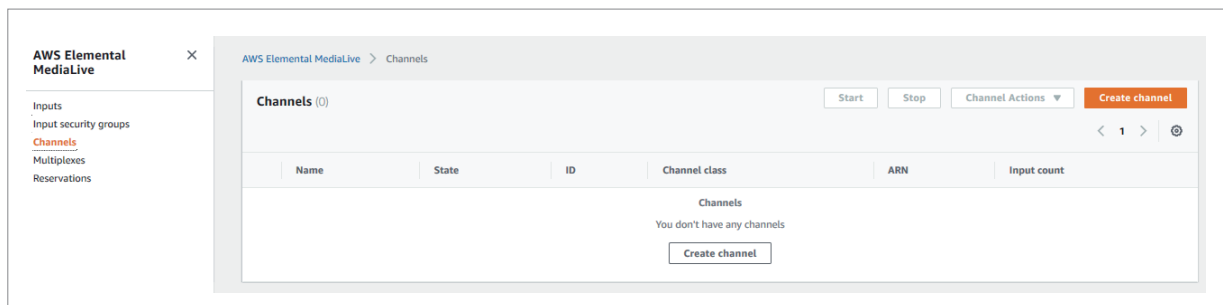 AWS Elemental
MediaLive
Inputs
Input security groups
Channels
Multiplexes
Reservations
AWS Elemental MediaLive > Channels
Channels (0)
Start Stop Channel Actions ▼ Create channel
< 1 >
Name State ID Channel class ARN Input count
Channels
You don't have any channels
Create channel